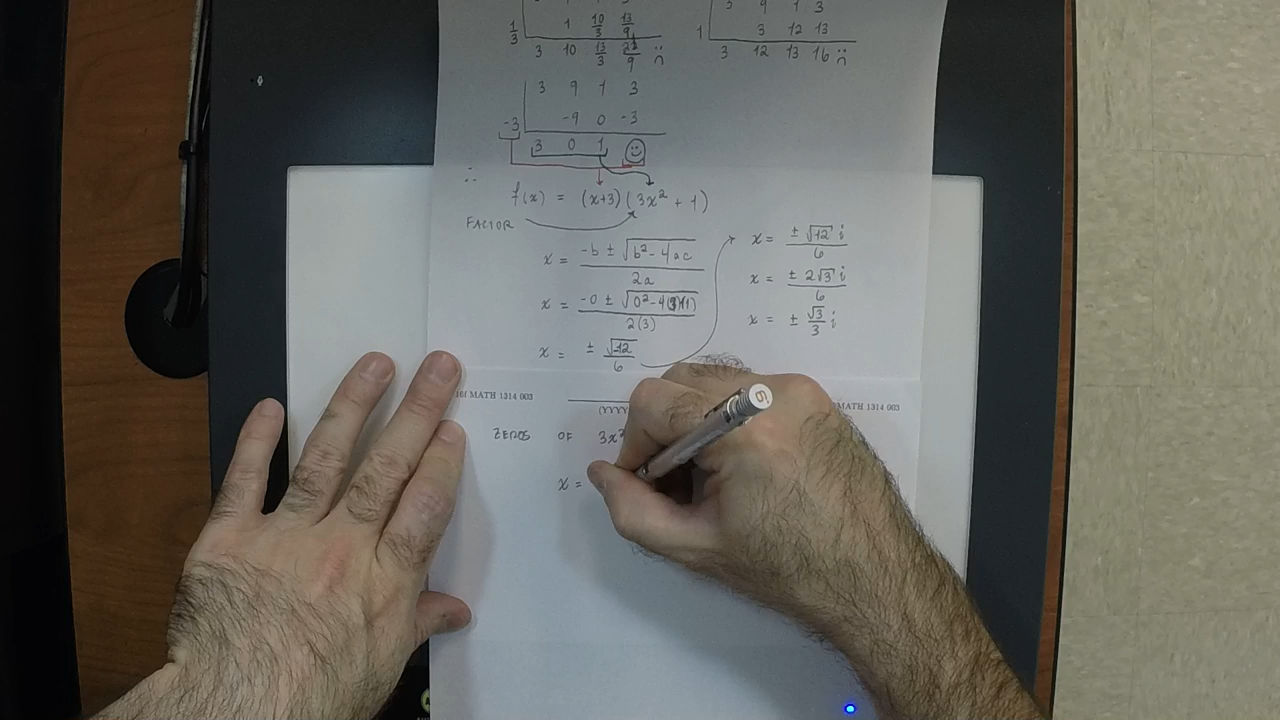 1/3 | 1 10/3 13/9
3 10 13/3 22/9
3 9 1 3
1 | 3 12 13
3 12 13 16
3 9 1 3
-3 | -9 0 -3
3 0 1
∴
f(x) = (x+3)(3x² + 1)
FACTOR
x = (-b ± √(b² - 4ac)) / 2a
x = (-0 ± √(0² - 4(3)(1))) / 2(3)
x = ± √-12 / 6
x = ± √12 i / 6
x = ± 2√3 i / 6
x = ± √3/3 i
MATH 1314 003
MATH 1314 003
ZEROS OF 3x²
x =